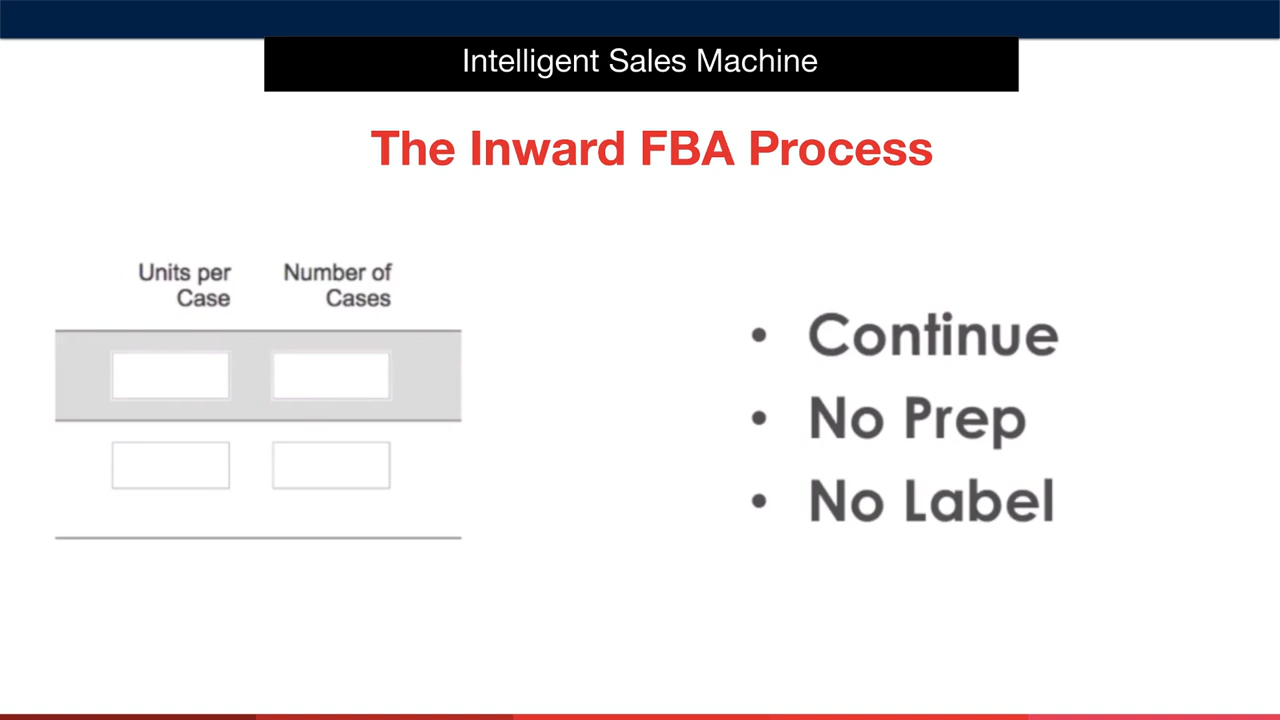 Intelligent Sales Machine
The Inward FBA Process
Units per Number of
Case Cases
• Continue
• No Prep
• No Label